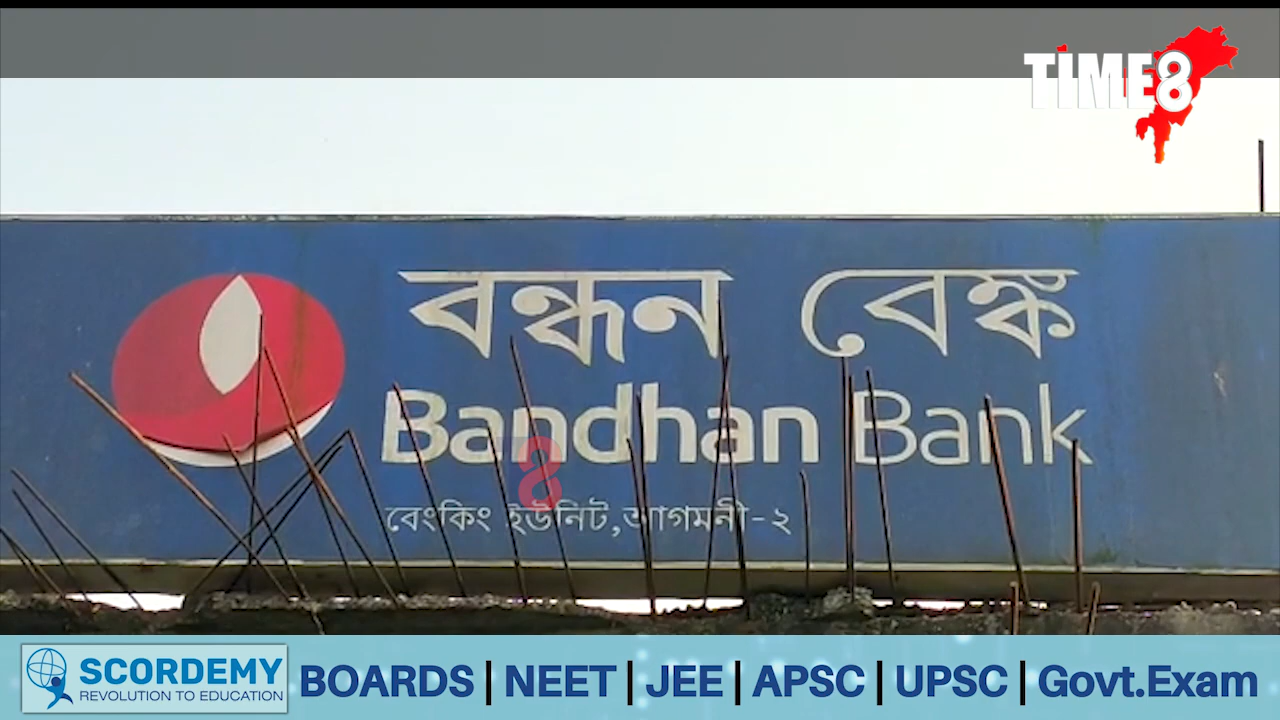 TIME8
বন্ধন বেঙ্ক
Bandhan Bank
8
বেংকিং ইউনিট,আগমনী-২
SCORDEMY
REVOLUTION TO EDUCATION
BOARDS | NEET | JEE | APSC | UPSC | Govt.Exam